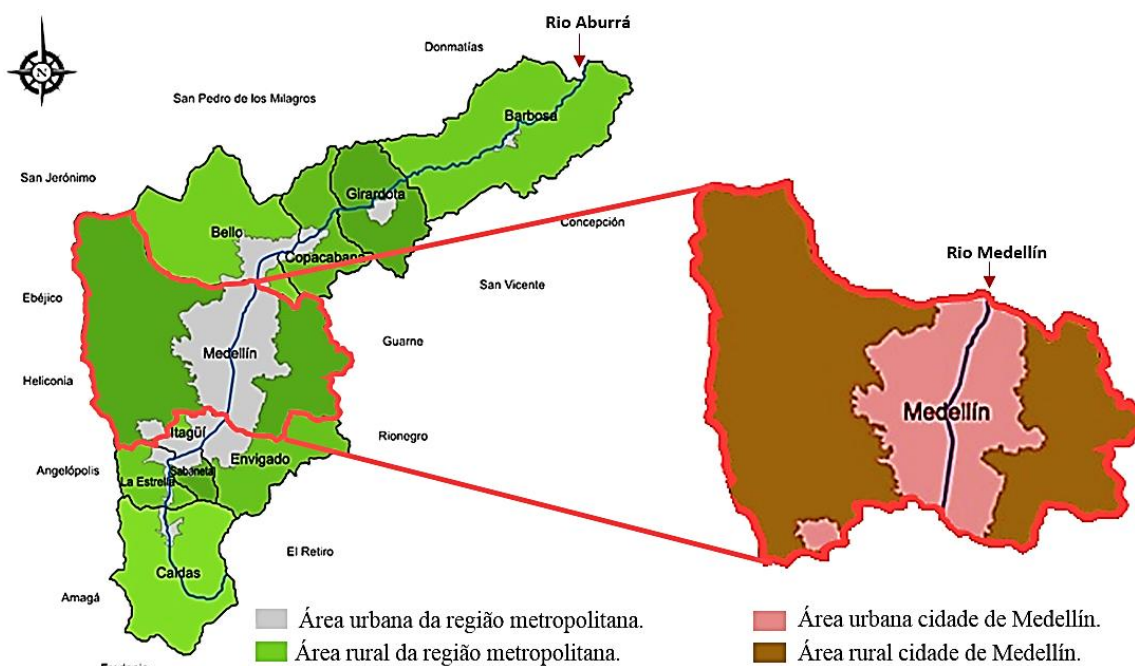 Rio Aburrá
Donmatías
N
San Pedro de los Milagros
Barbosa
San Jerónimo
Girardota
Concepción
Bello
Copacabana
Rio Medellín
San Vicente
Ebéjico
Guarne
Medellín
Heliconia
Medellín
Itagüí
Rionegro
Envigado
Angelópolis
Sabaneta
La Estrella
El Retiro
Caldas
Amagá
Área urbana da região metropolitana.
Área urbana cidade de Medellín.
Área rural da região metropolitana.
Área rural cidade de Medellín.